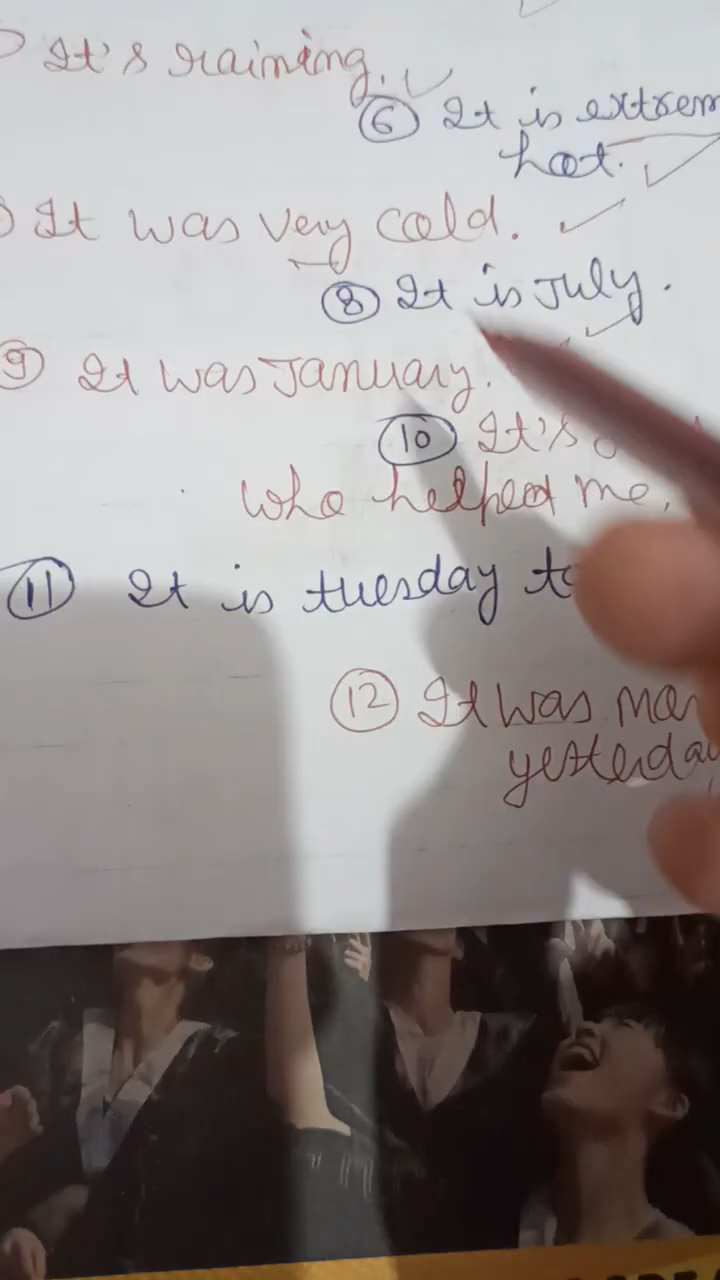 It's raining.
6 It is extrem
hot.
It was very cold.
8 It is July.
9 It was January.
10 It's
who helped me.
11 It is tuesday
12 It was
yesterday